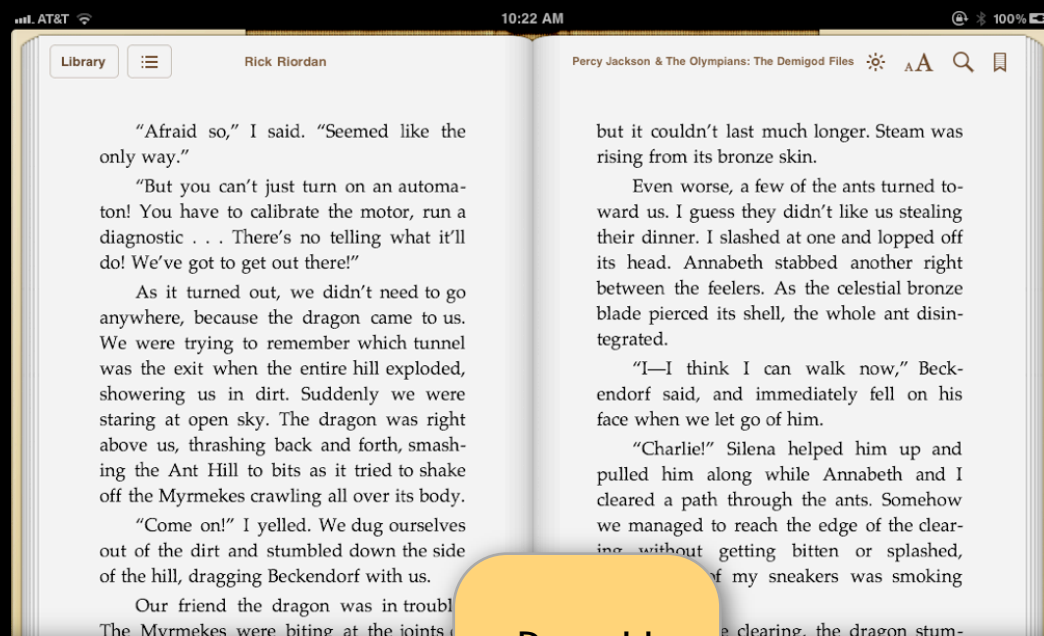 AT&T
10:22 AM
100%
Library
Rick Riordan
Percy Jackson & The Olympians: The Demigod Files
AA
“Afraid so,” I said. “Seemed like the
only way.”
“But you can’t just turn on an automa-
ton! You have to calibrate the motor, run a
diagnostic . . . There’s no telling what it’ll
do! We’ve got to get out there!”
As it turned out, we didn’t need to go
anywhere, because the dragon came to us.
We were trying to remember which tunnel
was the exit when the entire hill exploded,
showering us in dirt. Suddenly we were
staring at open sky. The dragon was right
above us, thrashing back and forth, smash-
ing the Ant Hill to bits as it tried to shake
off the Myrmekes crawling all over its body.
“Come on!” I yelled. We dug ourselves
out of the dirt and stumbled down the side
of the hill, dragging Beckendorf with us.
Our friend the dragon was in
The Myrmekes were biting at the joints
but it couldn’t last much longer. Steam was
rising from its bronze skin.
Even worse, a few of the ants turned to-
ward us. I guess they didn’t like us stealing
their dinner. I slashed at one and lopped off
its head. Annabeth stabbed another right
between the feelers. As the celestial bronze
blade pierced its shell, the whole ant disin-
tegrated.
“I—I think I can walk now,” Beck-
endorf said, and immediately fell on his
face when we let go of him.
“Charlie!” Silena helped him up and
pulled him along while Annabeth and I
cleared a path through the ants. Somehow
we managed to reach the edge of the clear-
ing without getting bitten or splashed,
of my sneakers was smoking
clearing, the dragon stum-